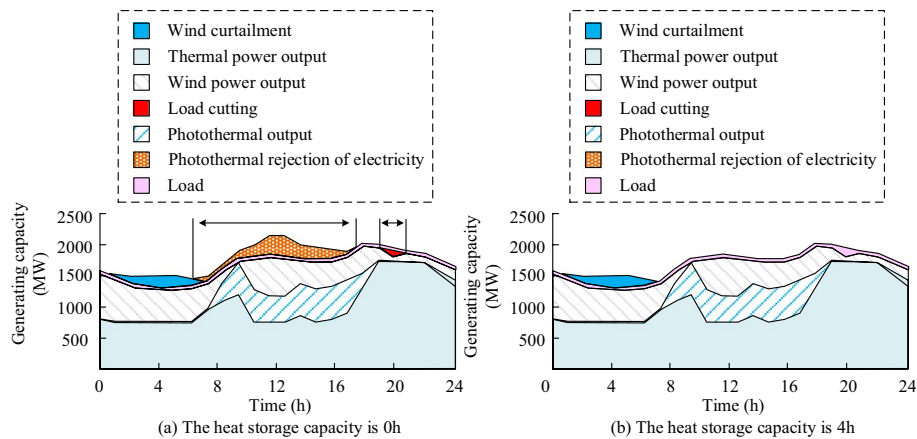 Wind curtailment
Thermal power output
Wind power output
Load cutting
Photothermal output
Photothermal rejection of electricity
Load
Wind curtailment
Thermal power output
Wind power output
Load cutting
Photothermal output
Photothermal rejection of electricity
Load
Generating capacity
(MW)
2500
2000
1500
1000
500
0 4 8 12 16 20 24
Time (h)
(a) The heat storage capacity is 0h
Generating capacity
(MW)
2500
2000
1500
1000
500
0 4 8 12 16 20 24
Time (h)
(b) The heat storage capacity is 4h